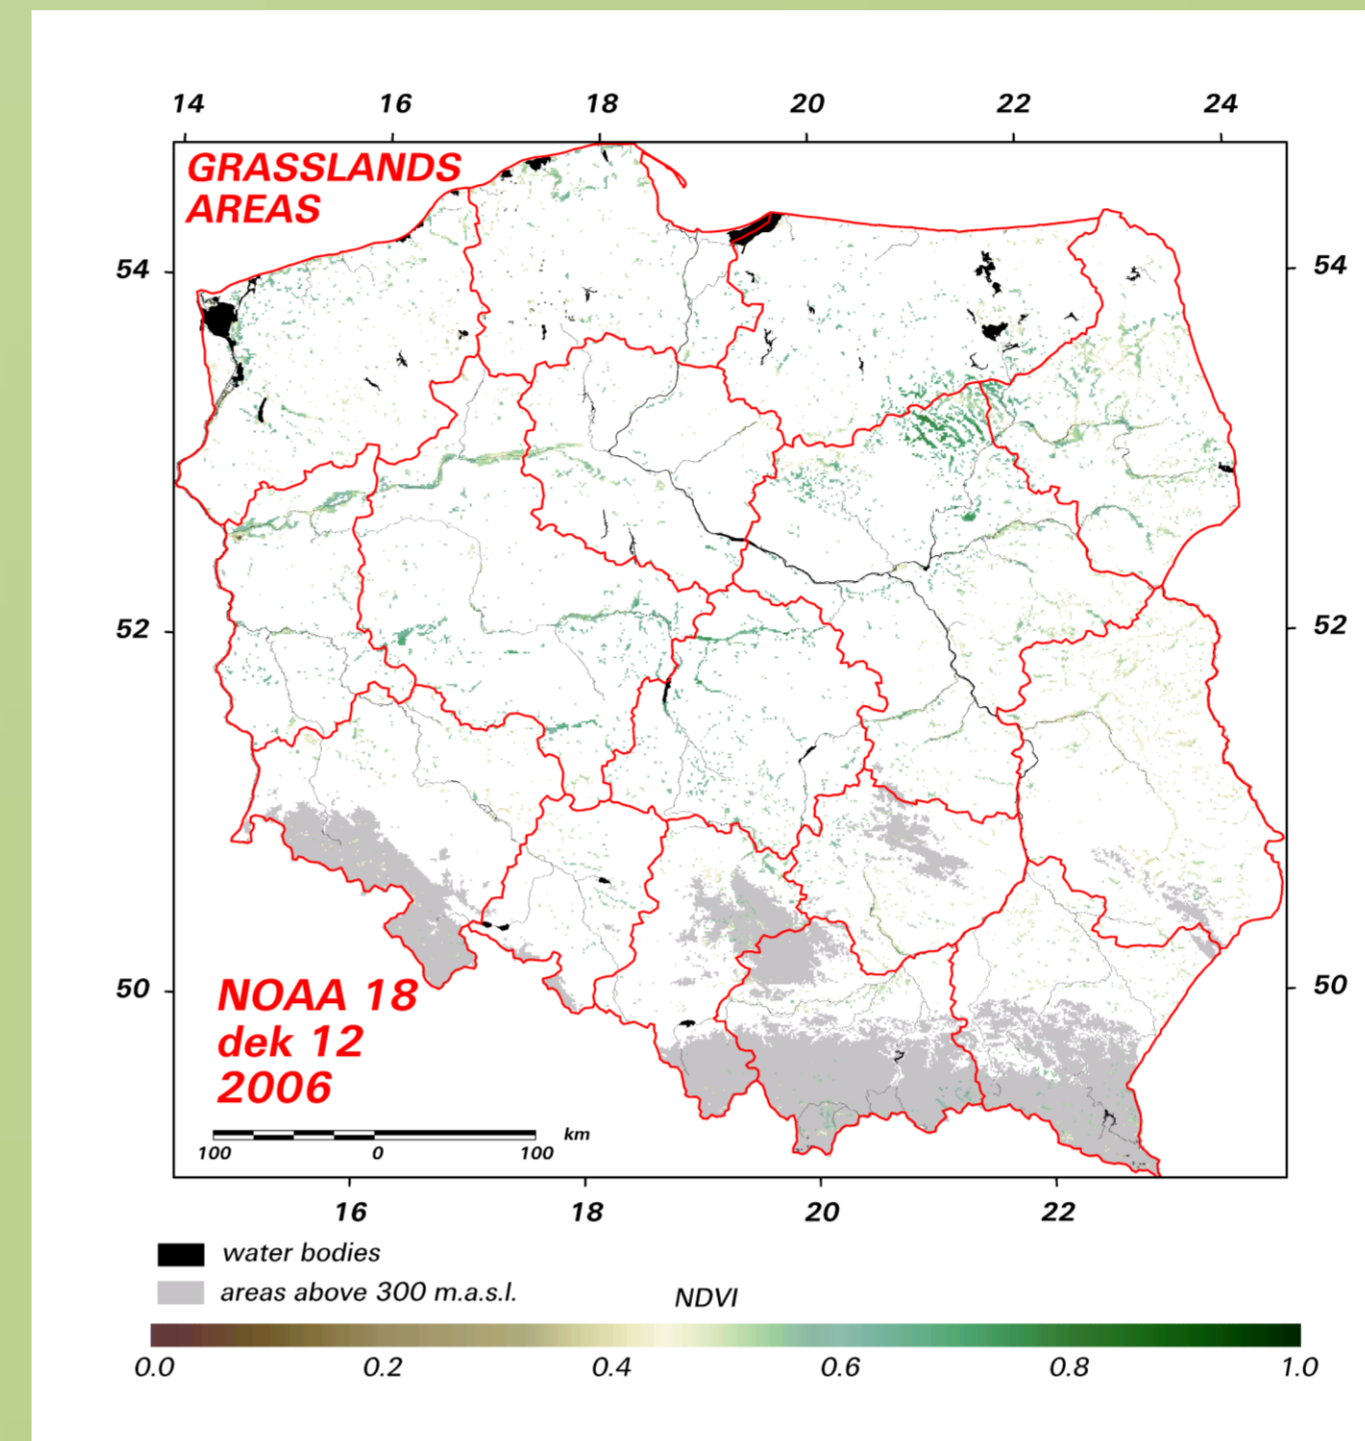 14 16 18 20 22 24
GRASSLANDS
AREAS
54 54
52 52
50 50
NOAA 18
dek 12
2006
km
100 0 100
16 18 20 22
water bodies
areas above 300 m.a.s.l.
NDVI
0.0 0.2 0.4 0.6 0.8 1.0